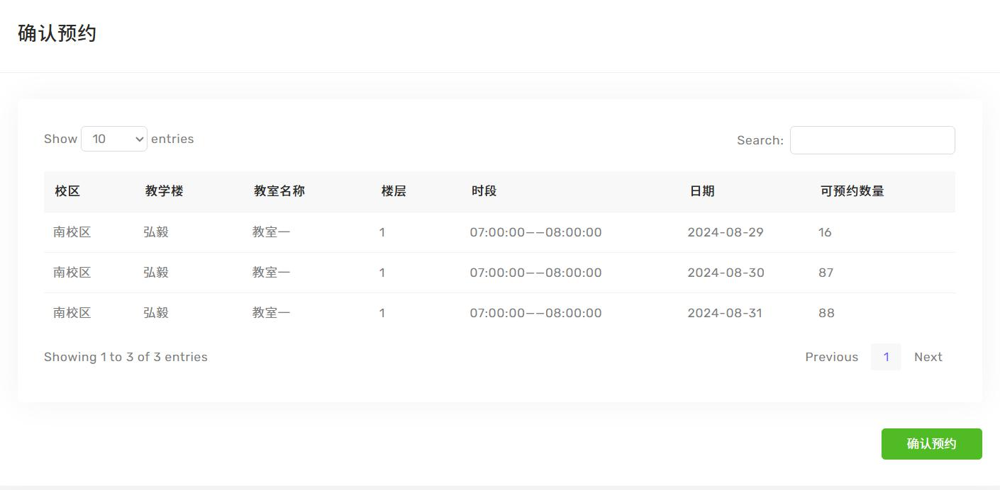 确认预约
Show 10 entries Search:
校区 教学楼 教室名称 楼层 时段 日期 可预约数量
南校区 弘毅 教室一 1 07:00:00——08:00:00 2024-08-29 16
南校区 弘毅 教室一 1 07:00:00——08:00:00 2024-08-30 87
南校区 弘毅 教室一 1 07:00:00——08:00:00 2024-08-31 88
Showing 1 to 3 of 3 entries Previous 1 Next
确认预约